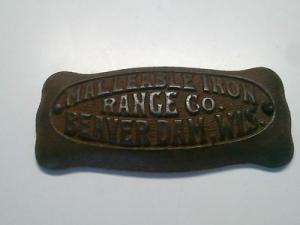 MALLEABLE IRON
RANGE CO.
BEAVER DAM, WIS.